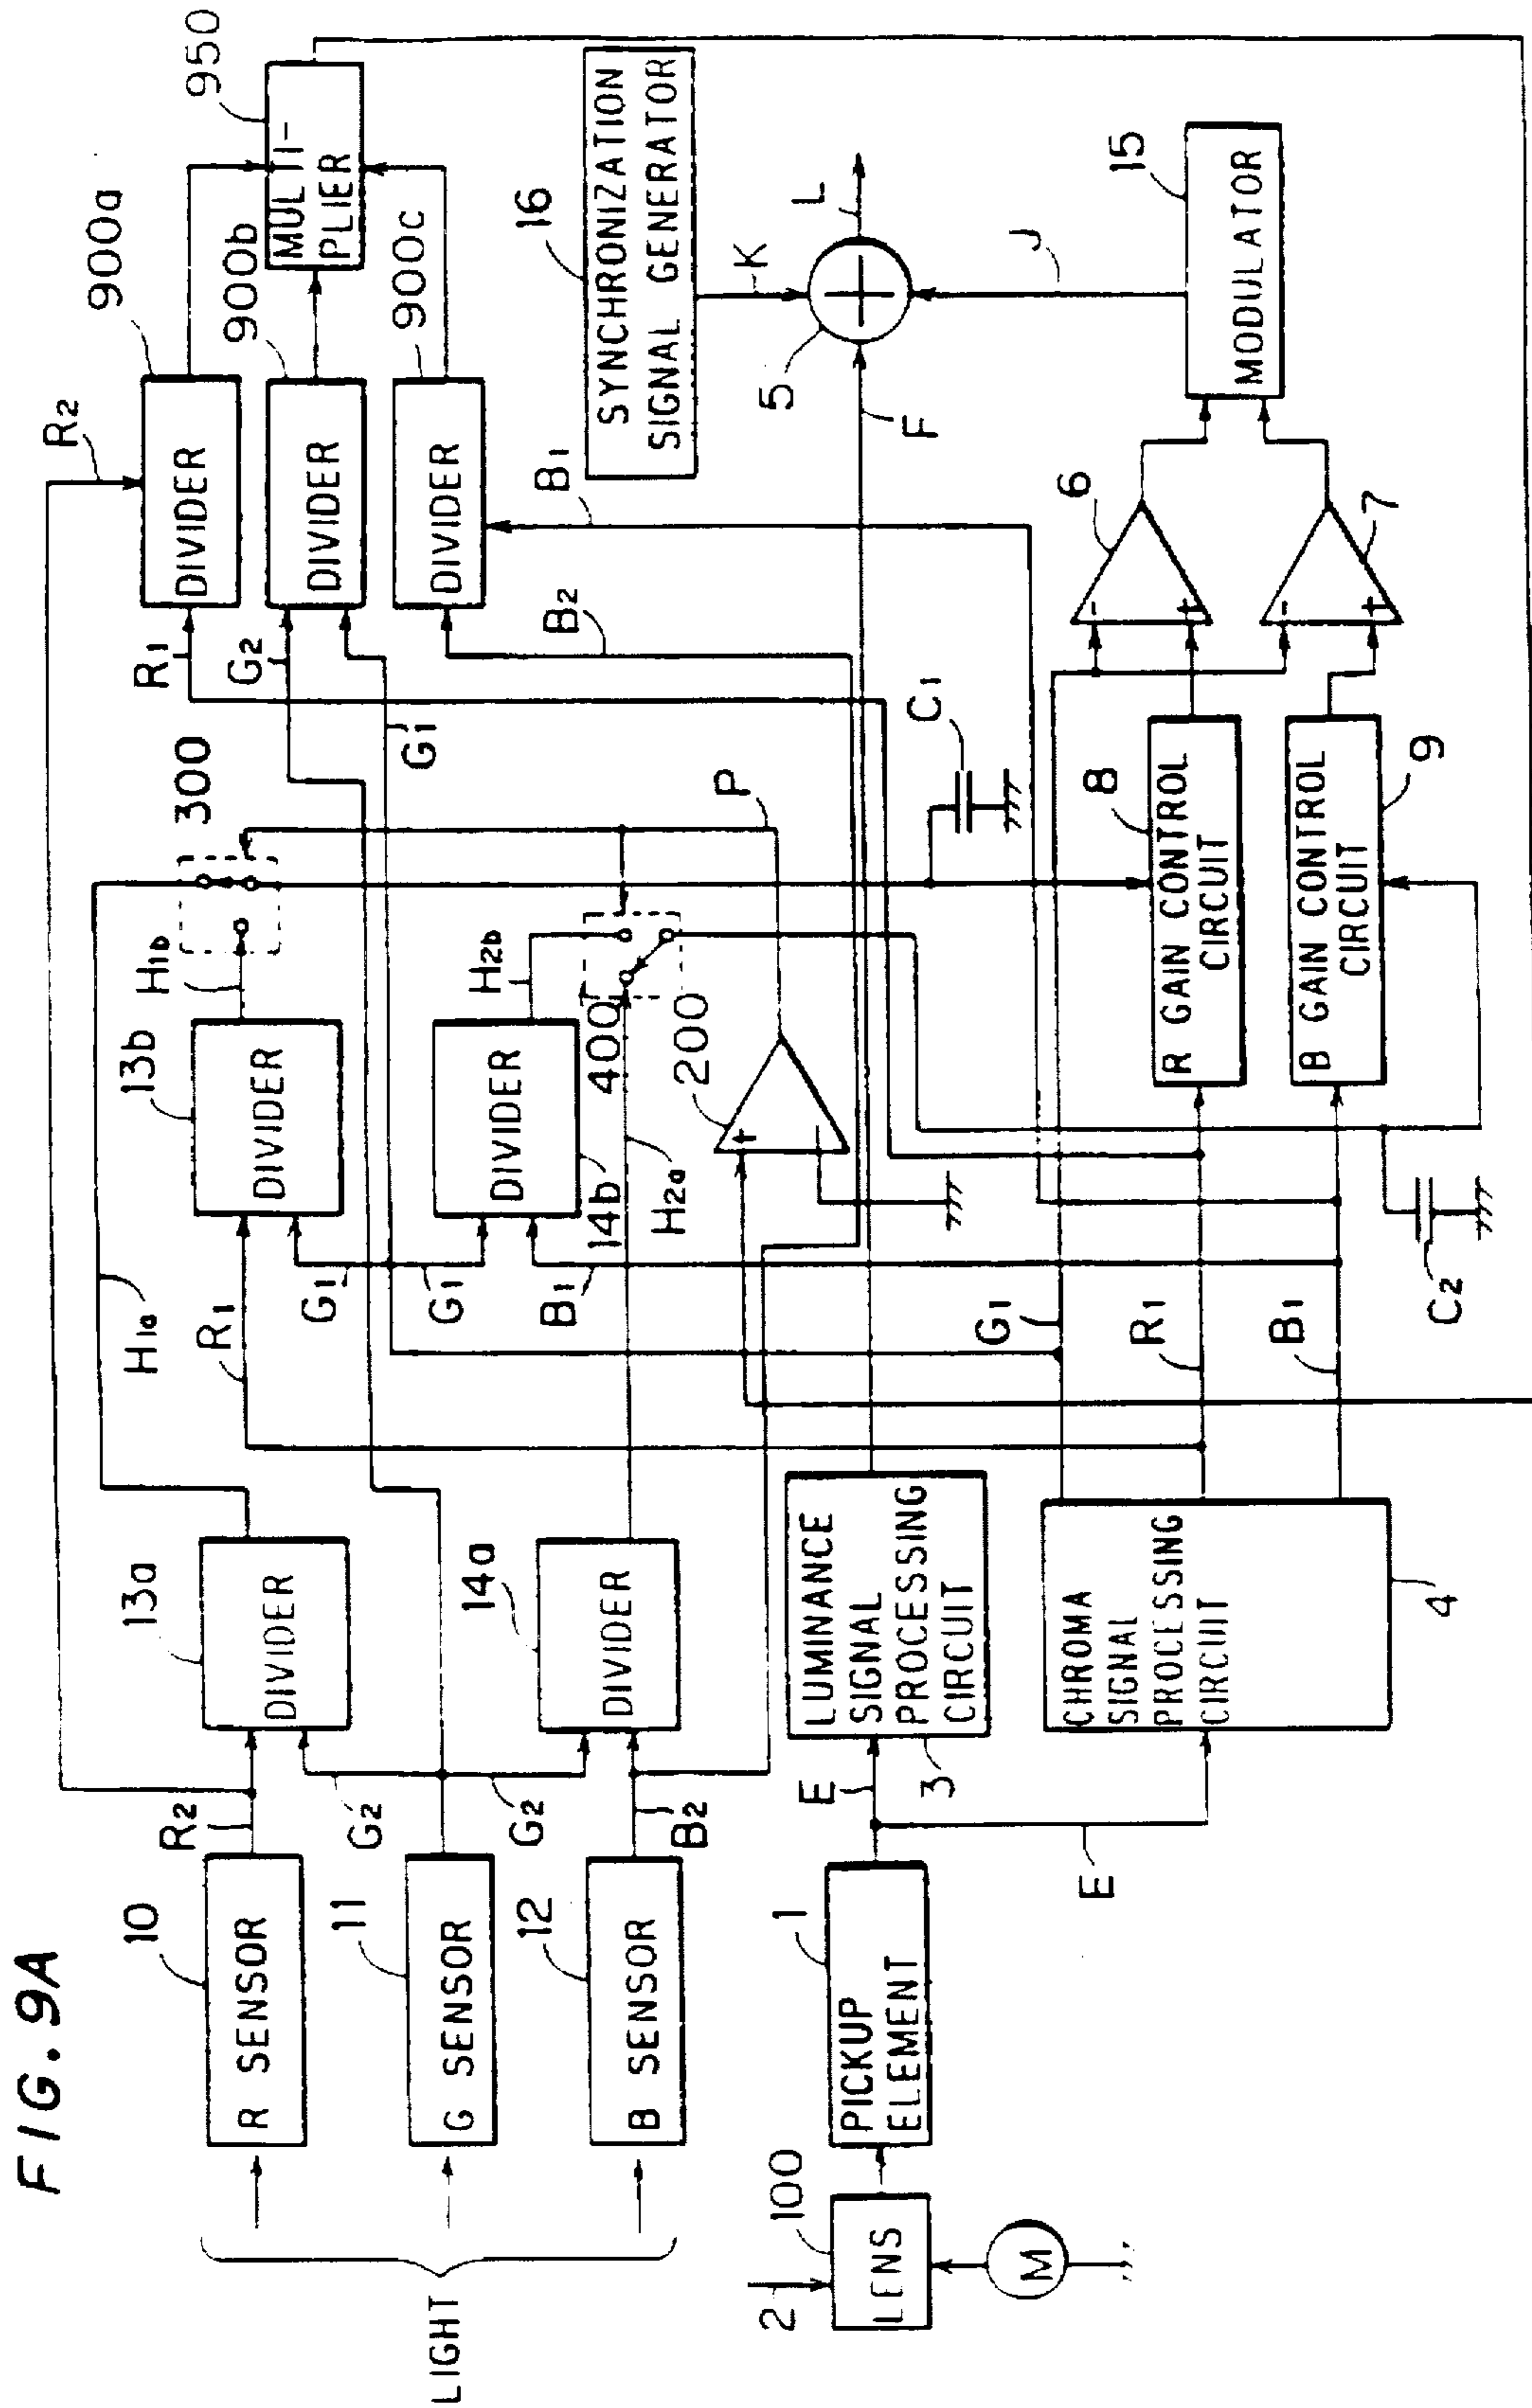 FIG. 9A
LIGHT
10
R SENSOR
11
G SENSOR
12
B SENSOR
R2
G2
G2
B2
13a
DIVIDER
14a
DIVIDER
H1a
R1
G1
G1
B1
13b
DIVIDER
14b
DIVIDER
H1b
H2b
H2a
300
400
200
+
−
P
R2
R1
G2
G1
B2
B1
900a
DIVIDER
900b
DIVIDER
900c
DIVIDER
950
MULTI-
PLIER
16
SYNCHRONIZATION
SIGNAL GENERATOR
K
5
+
L
F
J
15
MODULATOR
2
100
LENS
M
1
PICKUP
ELEMENT
E
E
3
LUMINANCE
SIGNAL
PROCESSING
CIRCUIT
4
CHROMA
SIGNAL
PROCESSING
CIRCUIT
G1
R1
B1
C1
C2
8
R GAIN CONTROL
CIRCUIT
9
B GAIN CONTROL
CIRCUIT
6
-
+
7
-
+